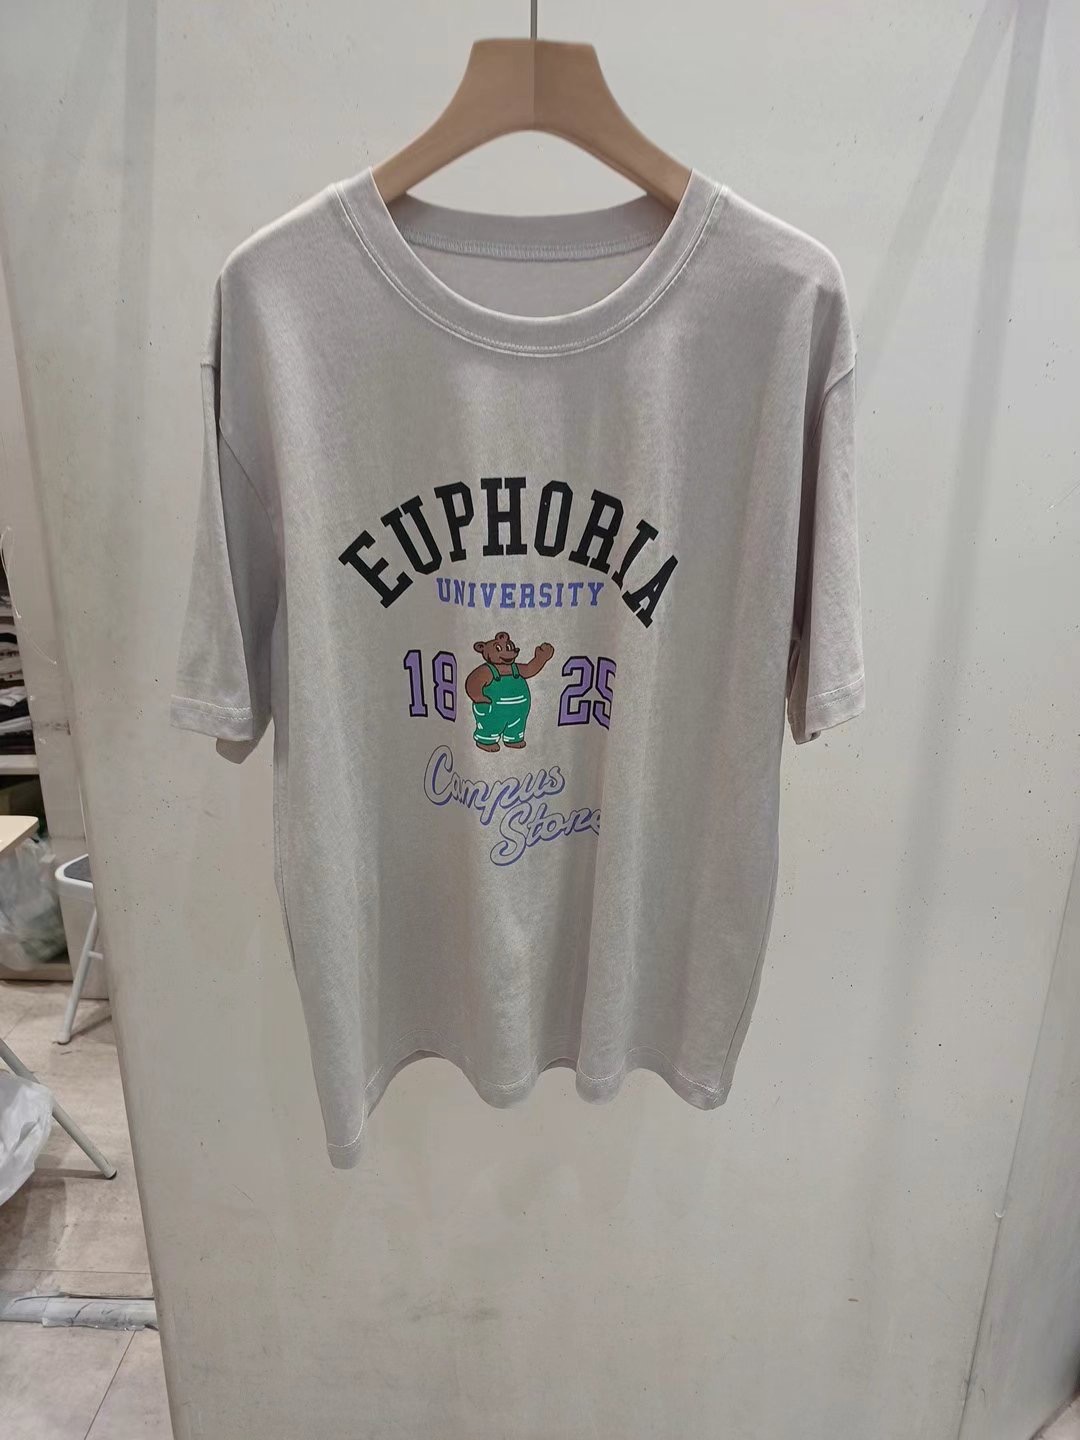 EUPHORIA
UNIVERSITY
18 25
Campus
Store